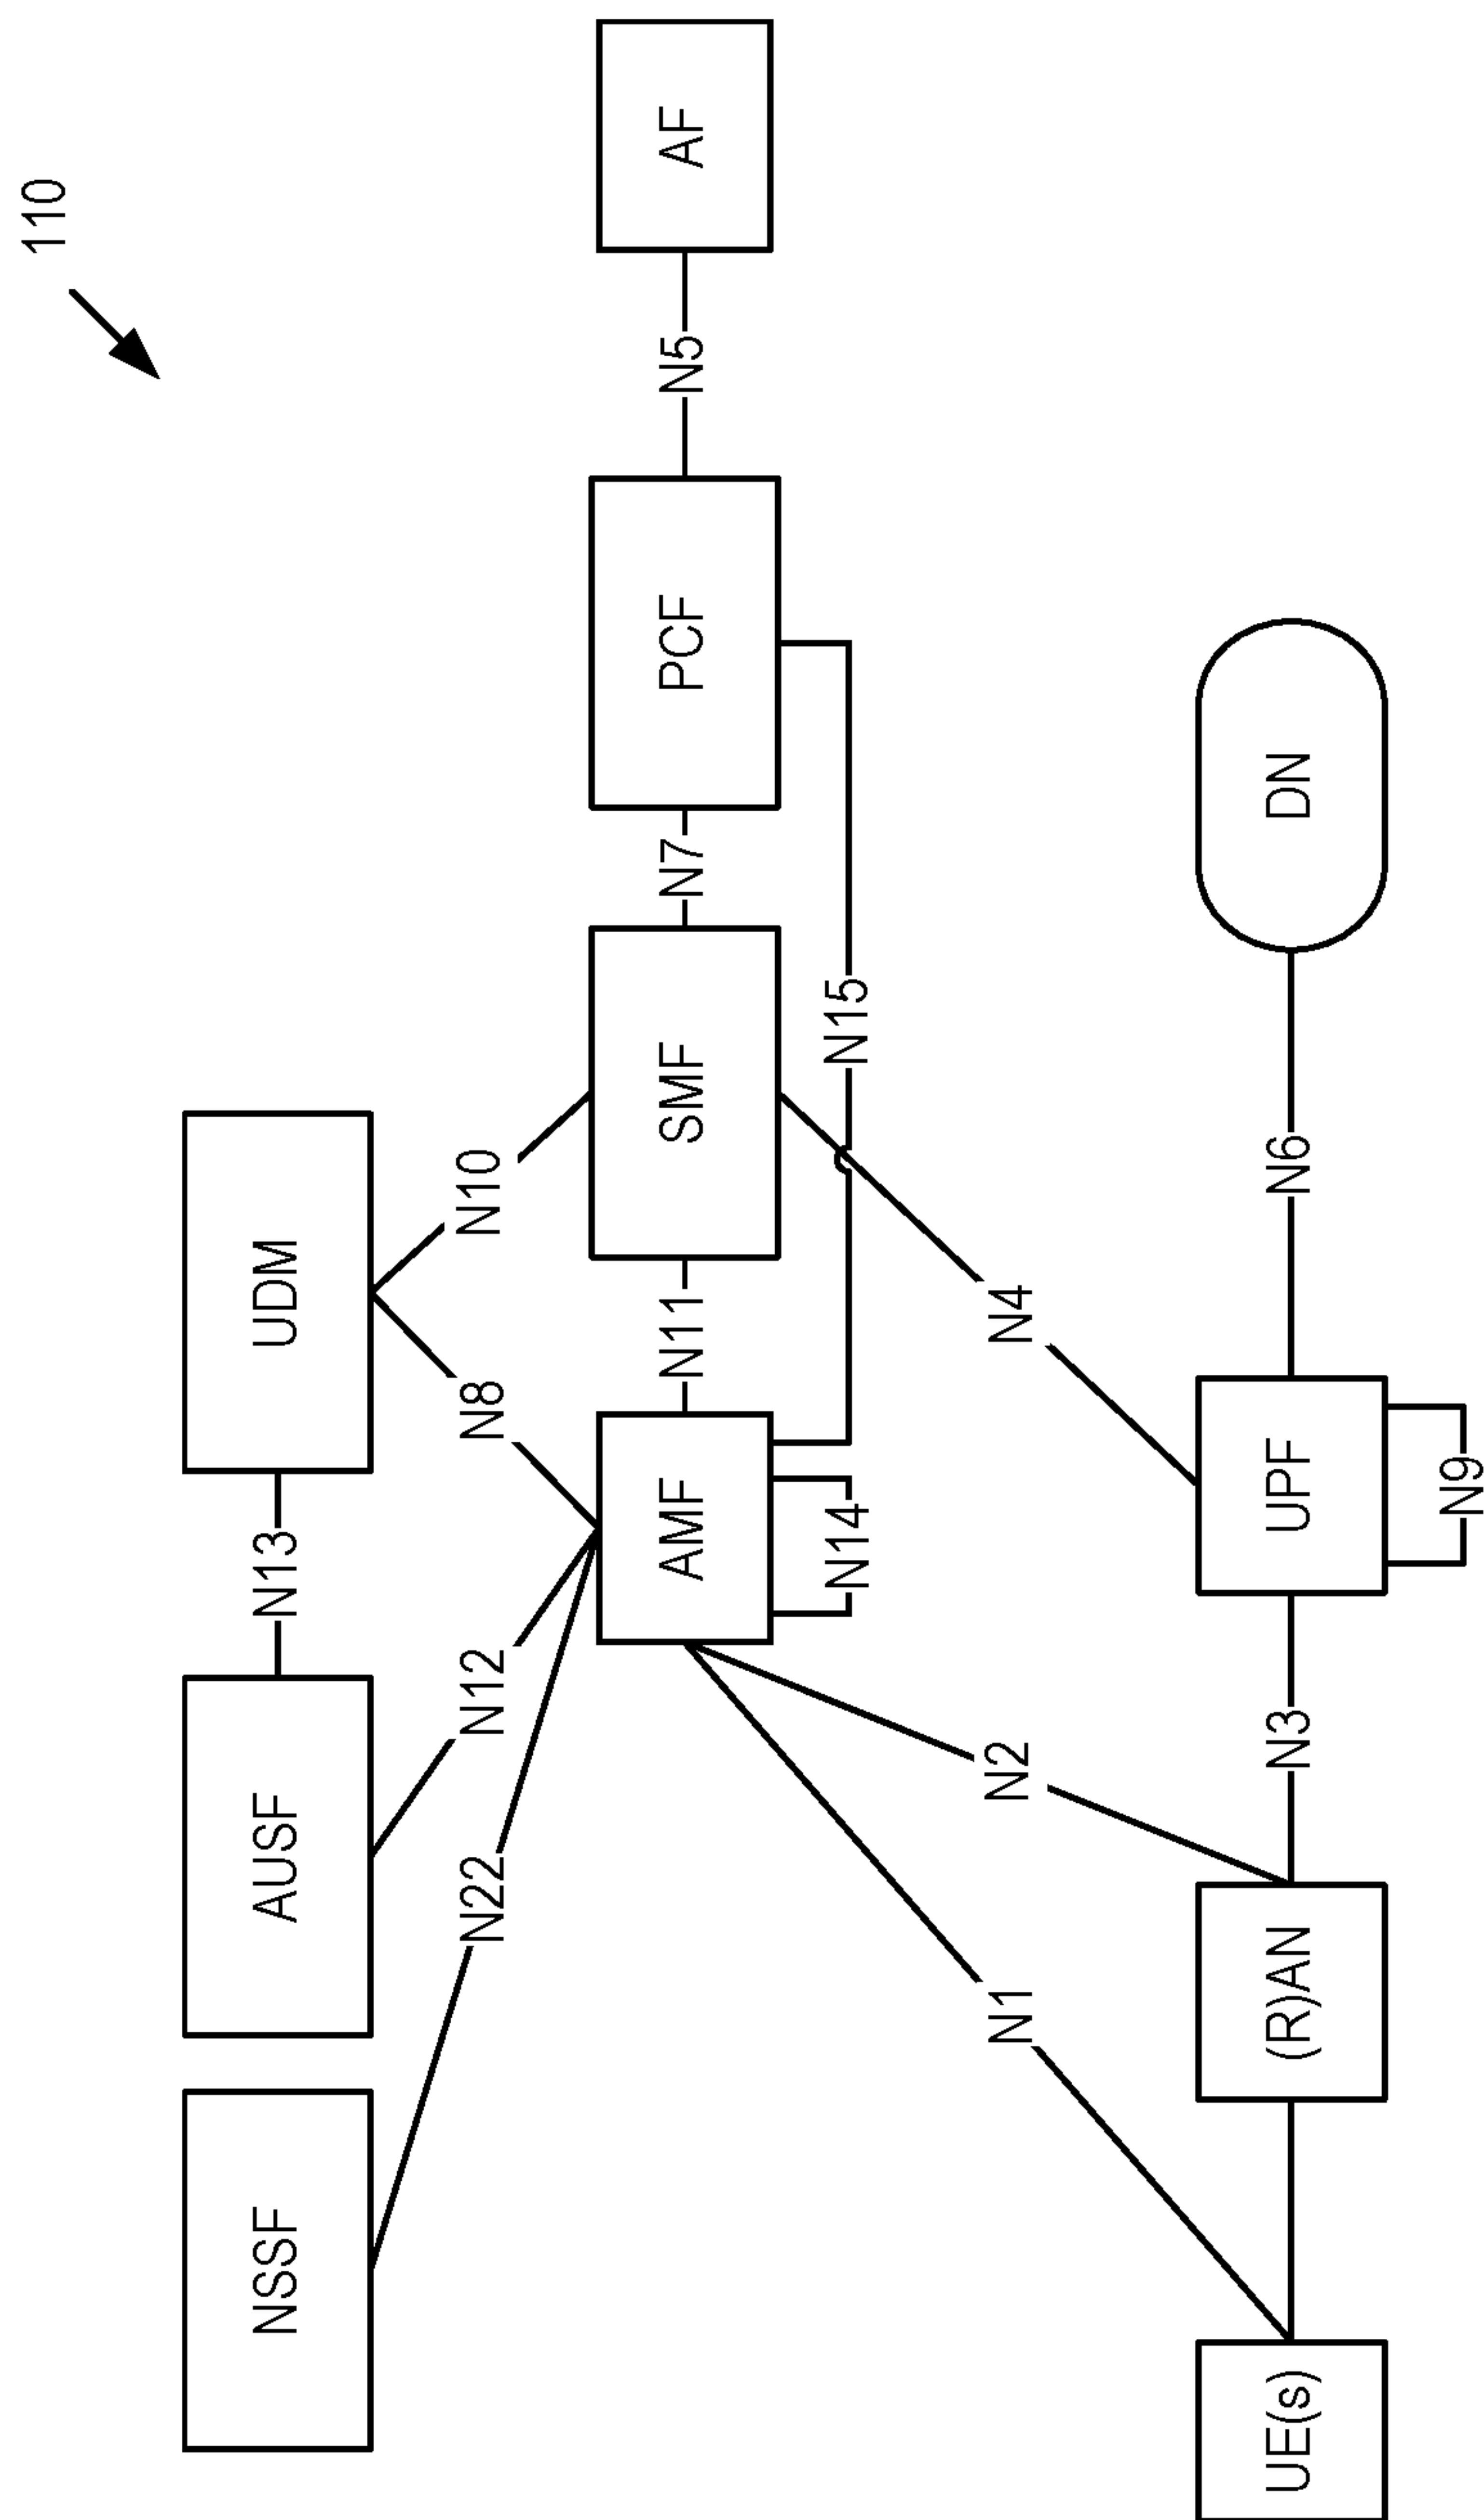 110
NSSF
AUSF
N13
UDM
N22
N12
N8
N10
AMF
N11
SMF
N7
PCF
N5
AF
N14
N15
N1
N2
N4
UE(s)
(R)AN
N3
UPF
N6
DN
N9